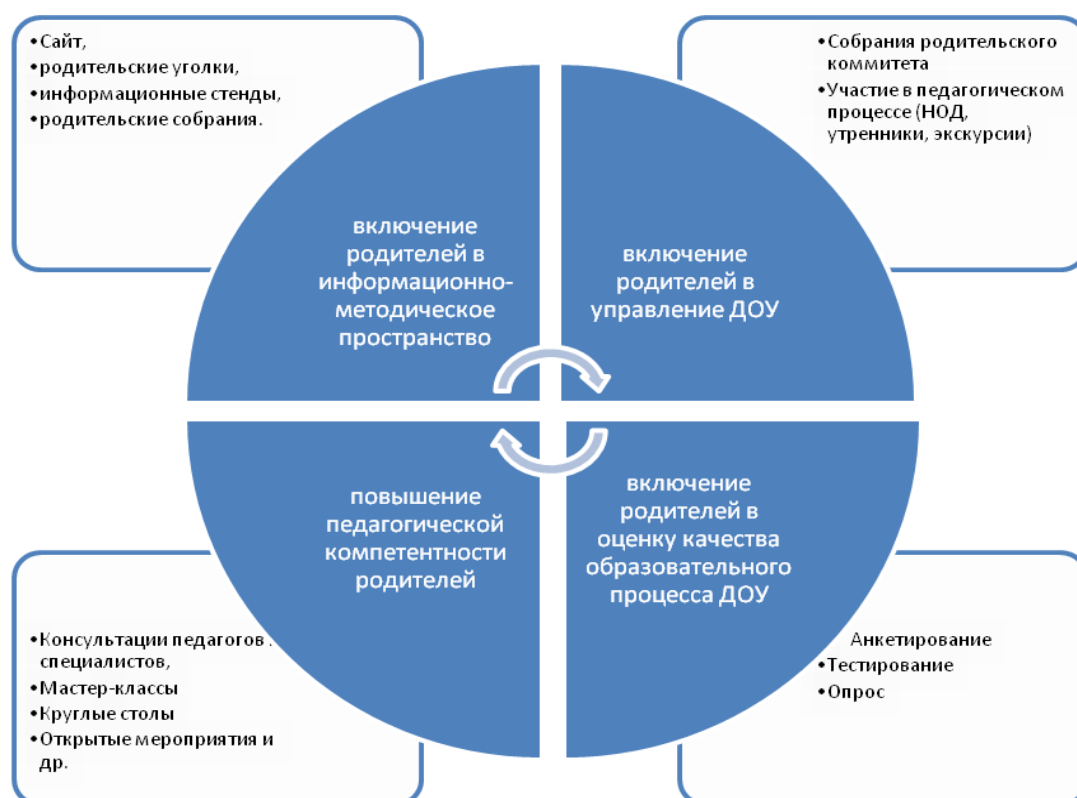 •Сайт,
•родительские уголки,
•информационные стенды,
•родительские собрания.
•Собрания родительского
коммитета
•Участие в педагогическом
процессе (НОД,
утренники, экскурсии)
включение
родителей в
информационно-
методическое
пространство
включение
родителей в
управление ДОУ
повышение
педагогической
компетентности
родителей
включение
родителей в
оценку качества
образовательного
процесса ДОУ
•Консультации педагогов
специалистов,
•Мастер-классы
•Круглые столы
•Открытые мероприятия и
др.
Анкетирование
•Тестирование
•Опрос